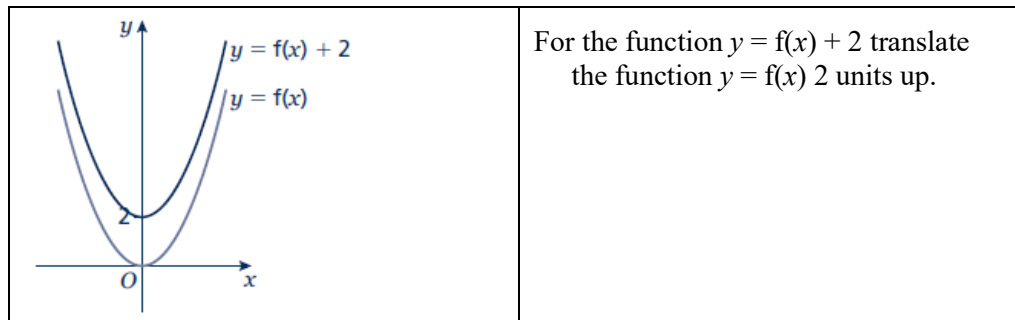 y
y = f(x) + 2
y = f(x)
2
O
x
For the function y = f(x) + 2 translate
the function y = f(x) 2 units up.